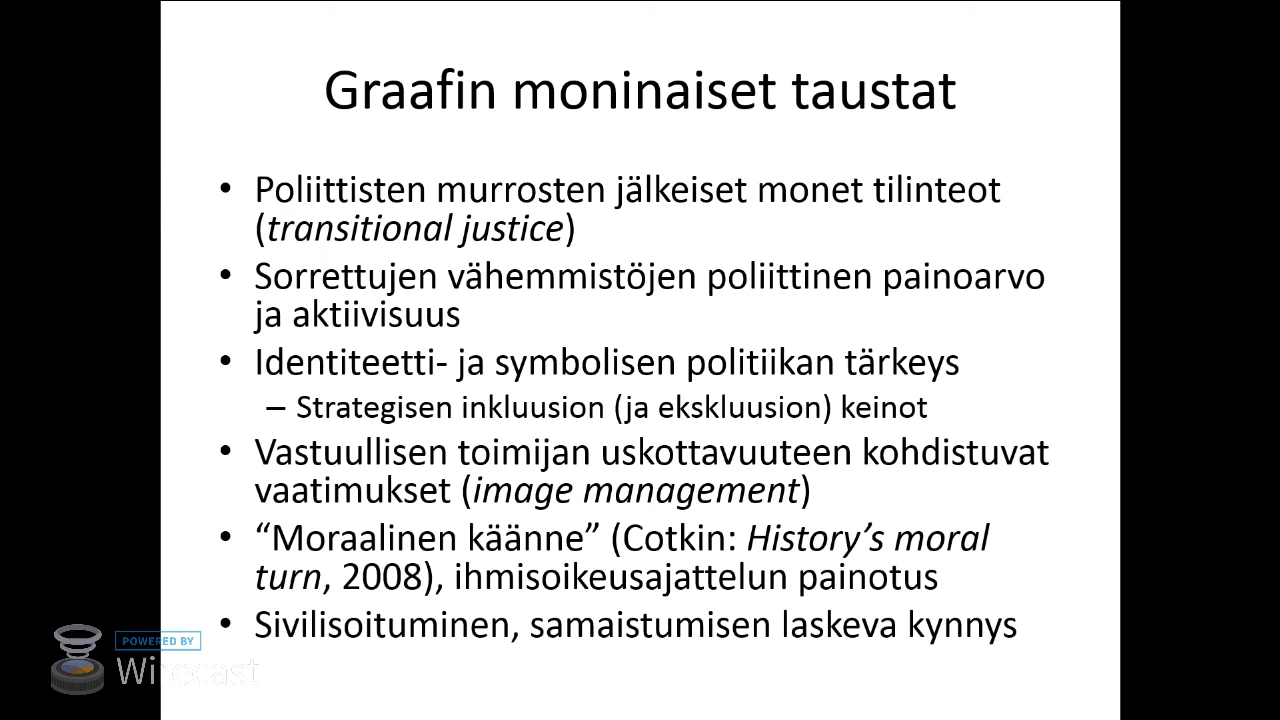 Graafin moninaiset taustat
• Poliittisten murrosten jälkeiset monet tilinteot
(transitional justice)
• Sorrettujen vähemmistöjen poliittinen painoarvo
ja aktiivisuus
• Identiteetti- ja symbolisen politiikan tärkeys
– Strategisen inkluusion (ja ekskluusion) keinot
• Vastuullisen toimijan uskottavuuteen kohdistuvat
vaatimukset (image management)
• “Moraalinen käänne” (Cotkin: History’s moral
turn, 2008), ihmisoikeusajattelun painotus
• Sivilisoituminen, samaistumisen laskeva kynnys
POWERED BY
Wirecast